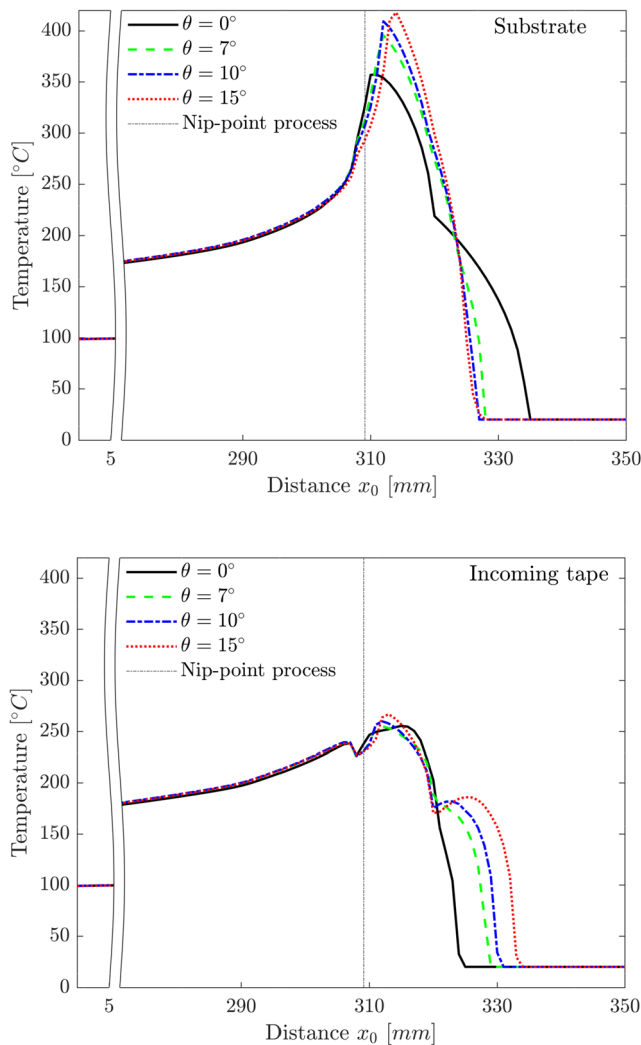 Substrate
θ = 0°
θ = 7°
θ = 10°
θ = 15°
Nip-point process
Temperature [°C]
400
350
300
250
200
150
100
50
0
5 290 310 330 350
Distance x₀ [mm]
Incoming tape
θ = 0°
θ = 7°
θ = 10°
θ = 15°
Nip-point process
Temperature [°C]
400
350
300
250
200
150
100
50
0
5 290 310 330 350
Distance x₀ [mm]